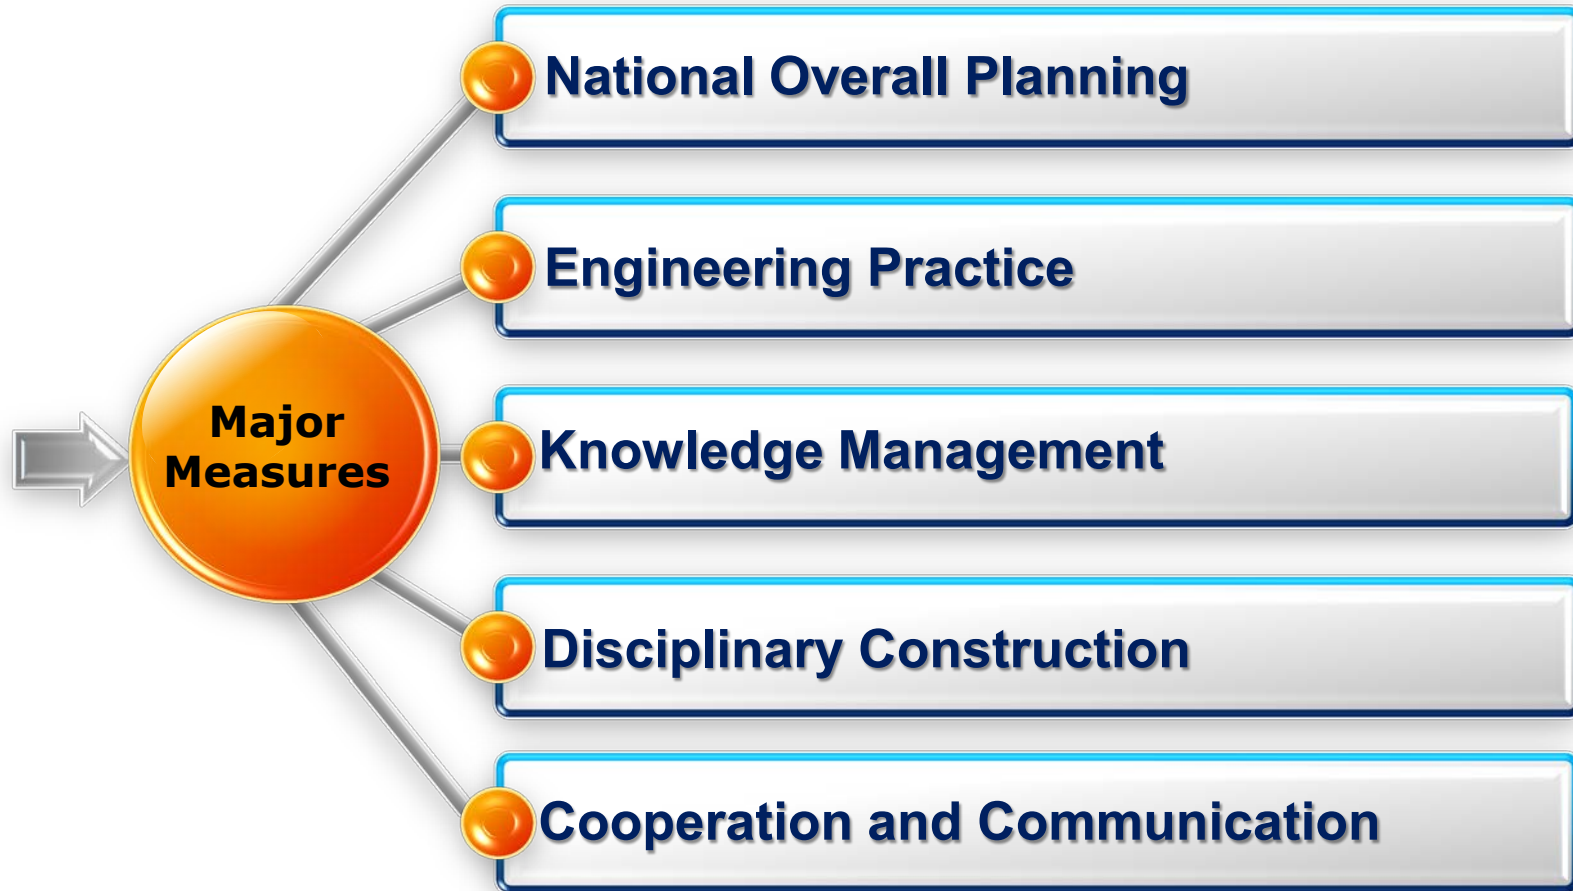 National Overall Planning
Engineering Practice
Major
Measures
Knowledge Management
Disciplinary Construction
Cooperation and Communication